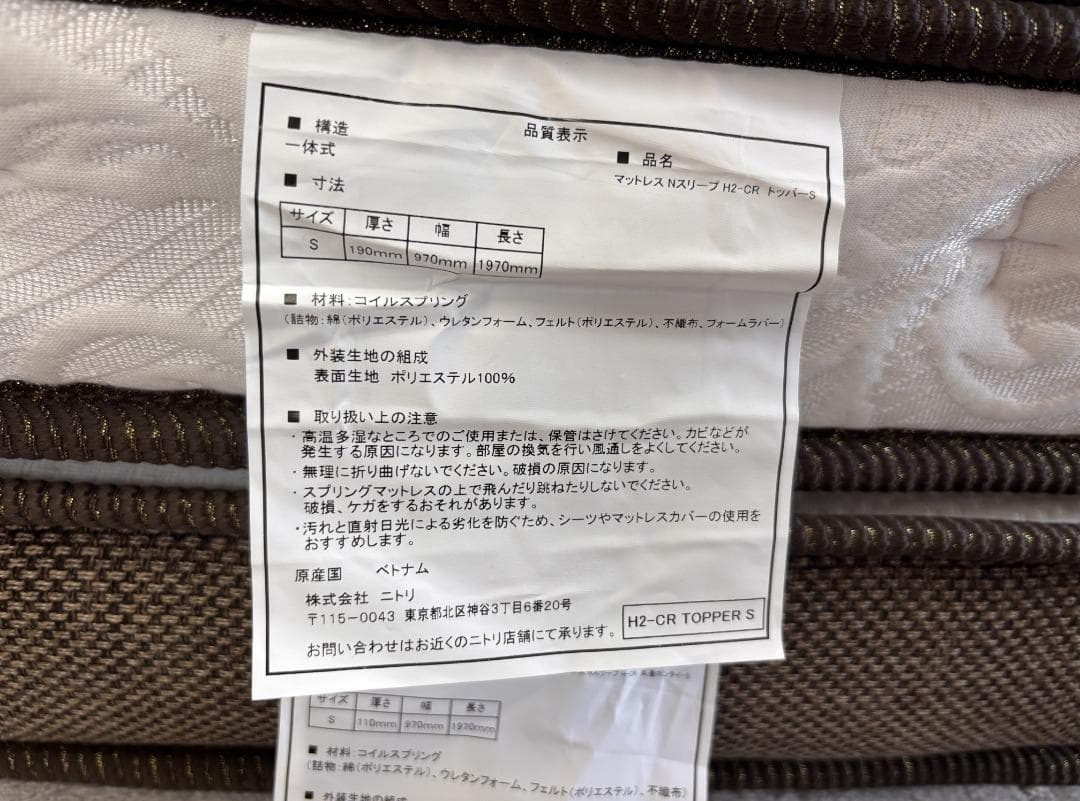 品質表示
■ 構造
一体式
■ 品名
マットレス Nスリープ H2-CR トッパーS
■ 寸法
サイズ 厚さ 幅 長さ
S 190mm 970mm 1970mm
■ 材料:コイルスプリング
(詰物:綿(ポリエステル)、ウレタンフォーム、フェルト(ポリエステル)、不織布、フォームラバー)
■ 外装生地の組成
表面生地 ポリエステル100%
■ 取り扱い上の注意
・高温多湿なところでのご使用または、保管はさけてください。カビなどが
発生する原因になります。部屋の換気を行い風通しをよくしてください。
・無理に折り曲げないでください。破損の原因になります。
・スプリングマットレスの上で飛んだり跳ねたりしないでください。
破損、ケガをするおそれがあります。
・汚れと直射日光による劣化を防ぐため、シーツやマットレスカバーの使用を
おすすめします。
原産国 ベトナム
株式会社 ニトリ
〒115-0043 東京都北区神谷3丁目6番20号
お問い合わせはお近くのニトリ店舗にて承ります。
H2-CR TOPPER S
サイズ 厚さ 幅 長さ
S 110mm 970mm 1970mm
■ 材料:コイルスプリング
(詰物:綿(ポリエステル)、ウレタンフォーム、フェルト(ポリエステル)、不織布)
■ 外装生地の組成